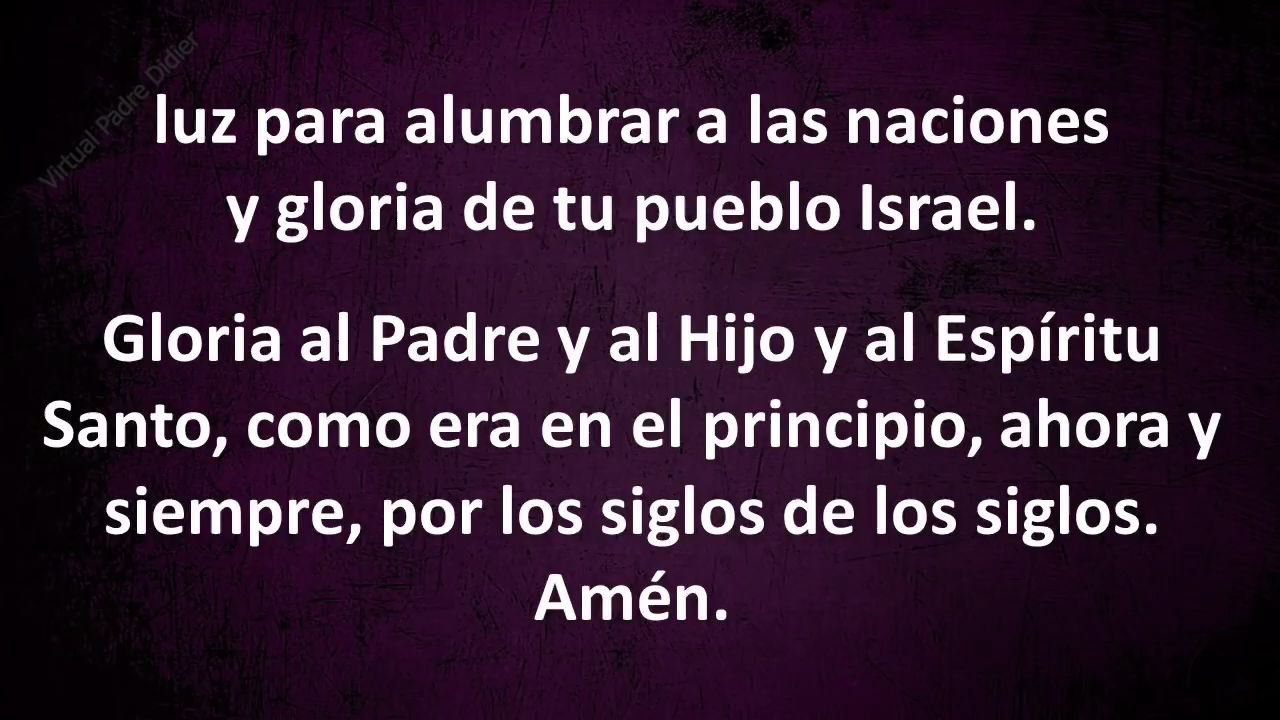 Virtual Padre Didier
luz para alumbrar a las naciones
y gloria de tu pueblo Israel.
Gloria al Padre y al Hijo y al Espíritu
Santo, como era en el principio, ahora y
siempre, por los siglos de los siglos.
Amén.